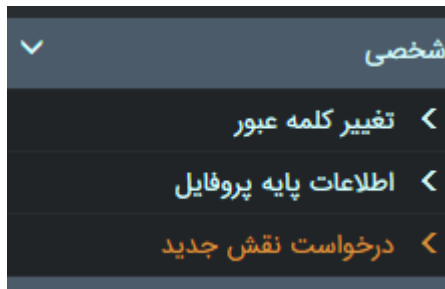 شخصی
تغییر کلمه عبور
اطلاعات پایه پروفایل
درخواست نقش جدید